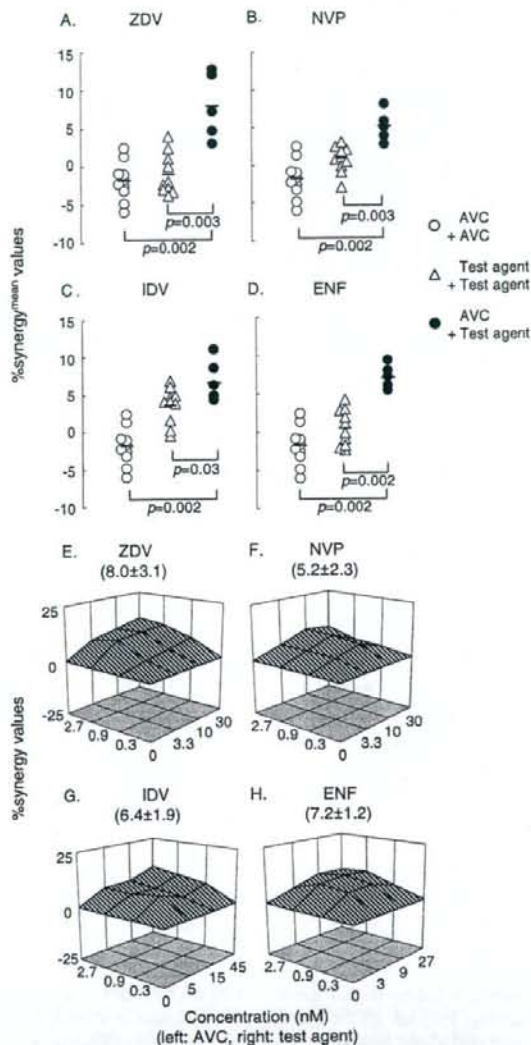 A. ZDV
B. NVP
15
10
5
0
-5
-10
p=0.003
p=0.002
p=0.003
p=0.002
AVC
+ AVC
Test agent
+ Test agent
AVC
+ Test agent
%synergymean values
C. IDV
D. ENF
15
10
5
0
-5
-10
p=0.03
p=0.002
p=0.002
p=0.002
E. ZDV
(8.0±3.1)
F. NVP
(5.2±2.3)
25
0
-25
2.7
0.9
0.3
0
3.3
10
30
2.7
0.9
0.3
0
3.3
10
30
%synergy values
G. IDV
(6.4±1.9)
H. ENF
(7.2±1.2)
25
0
-25
2.7
0.9
0.3
0
5
15
45
2.7
0.9
0.3
0
3
9
27
Concentration (nM)
(left: AVC, right: test agent)